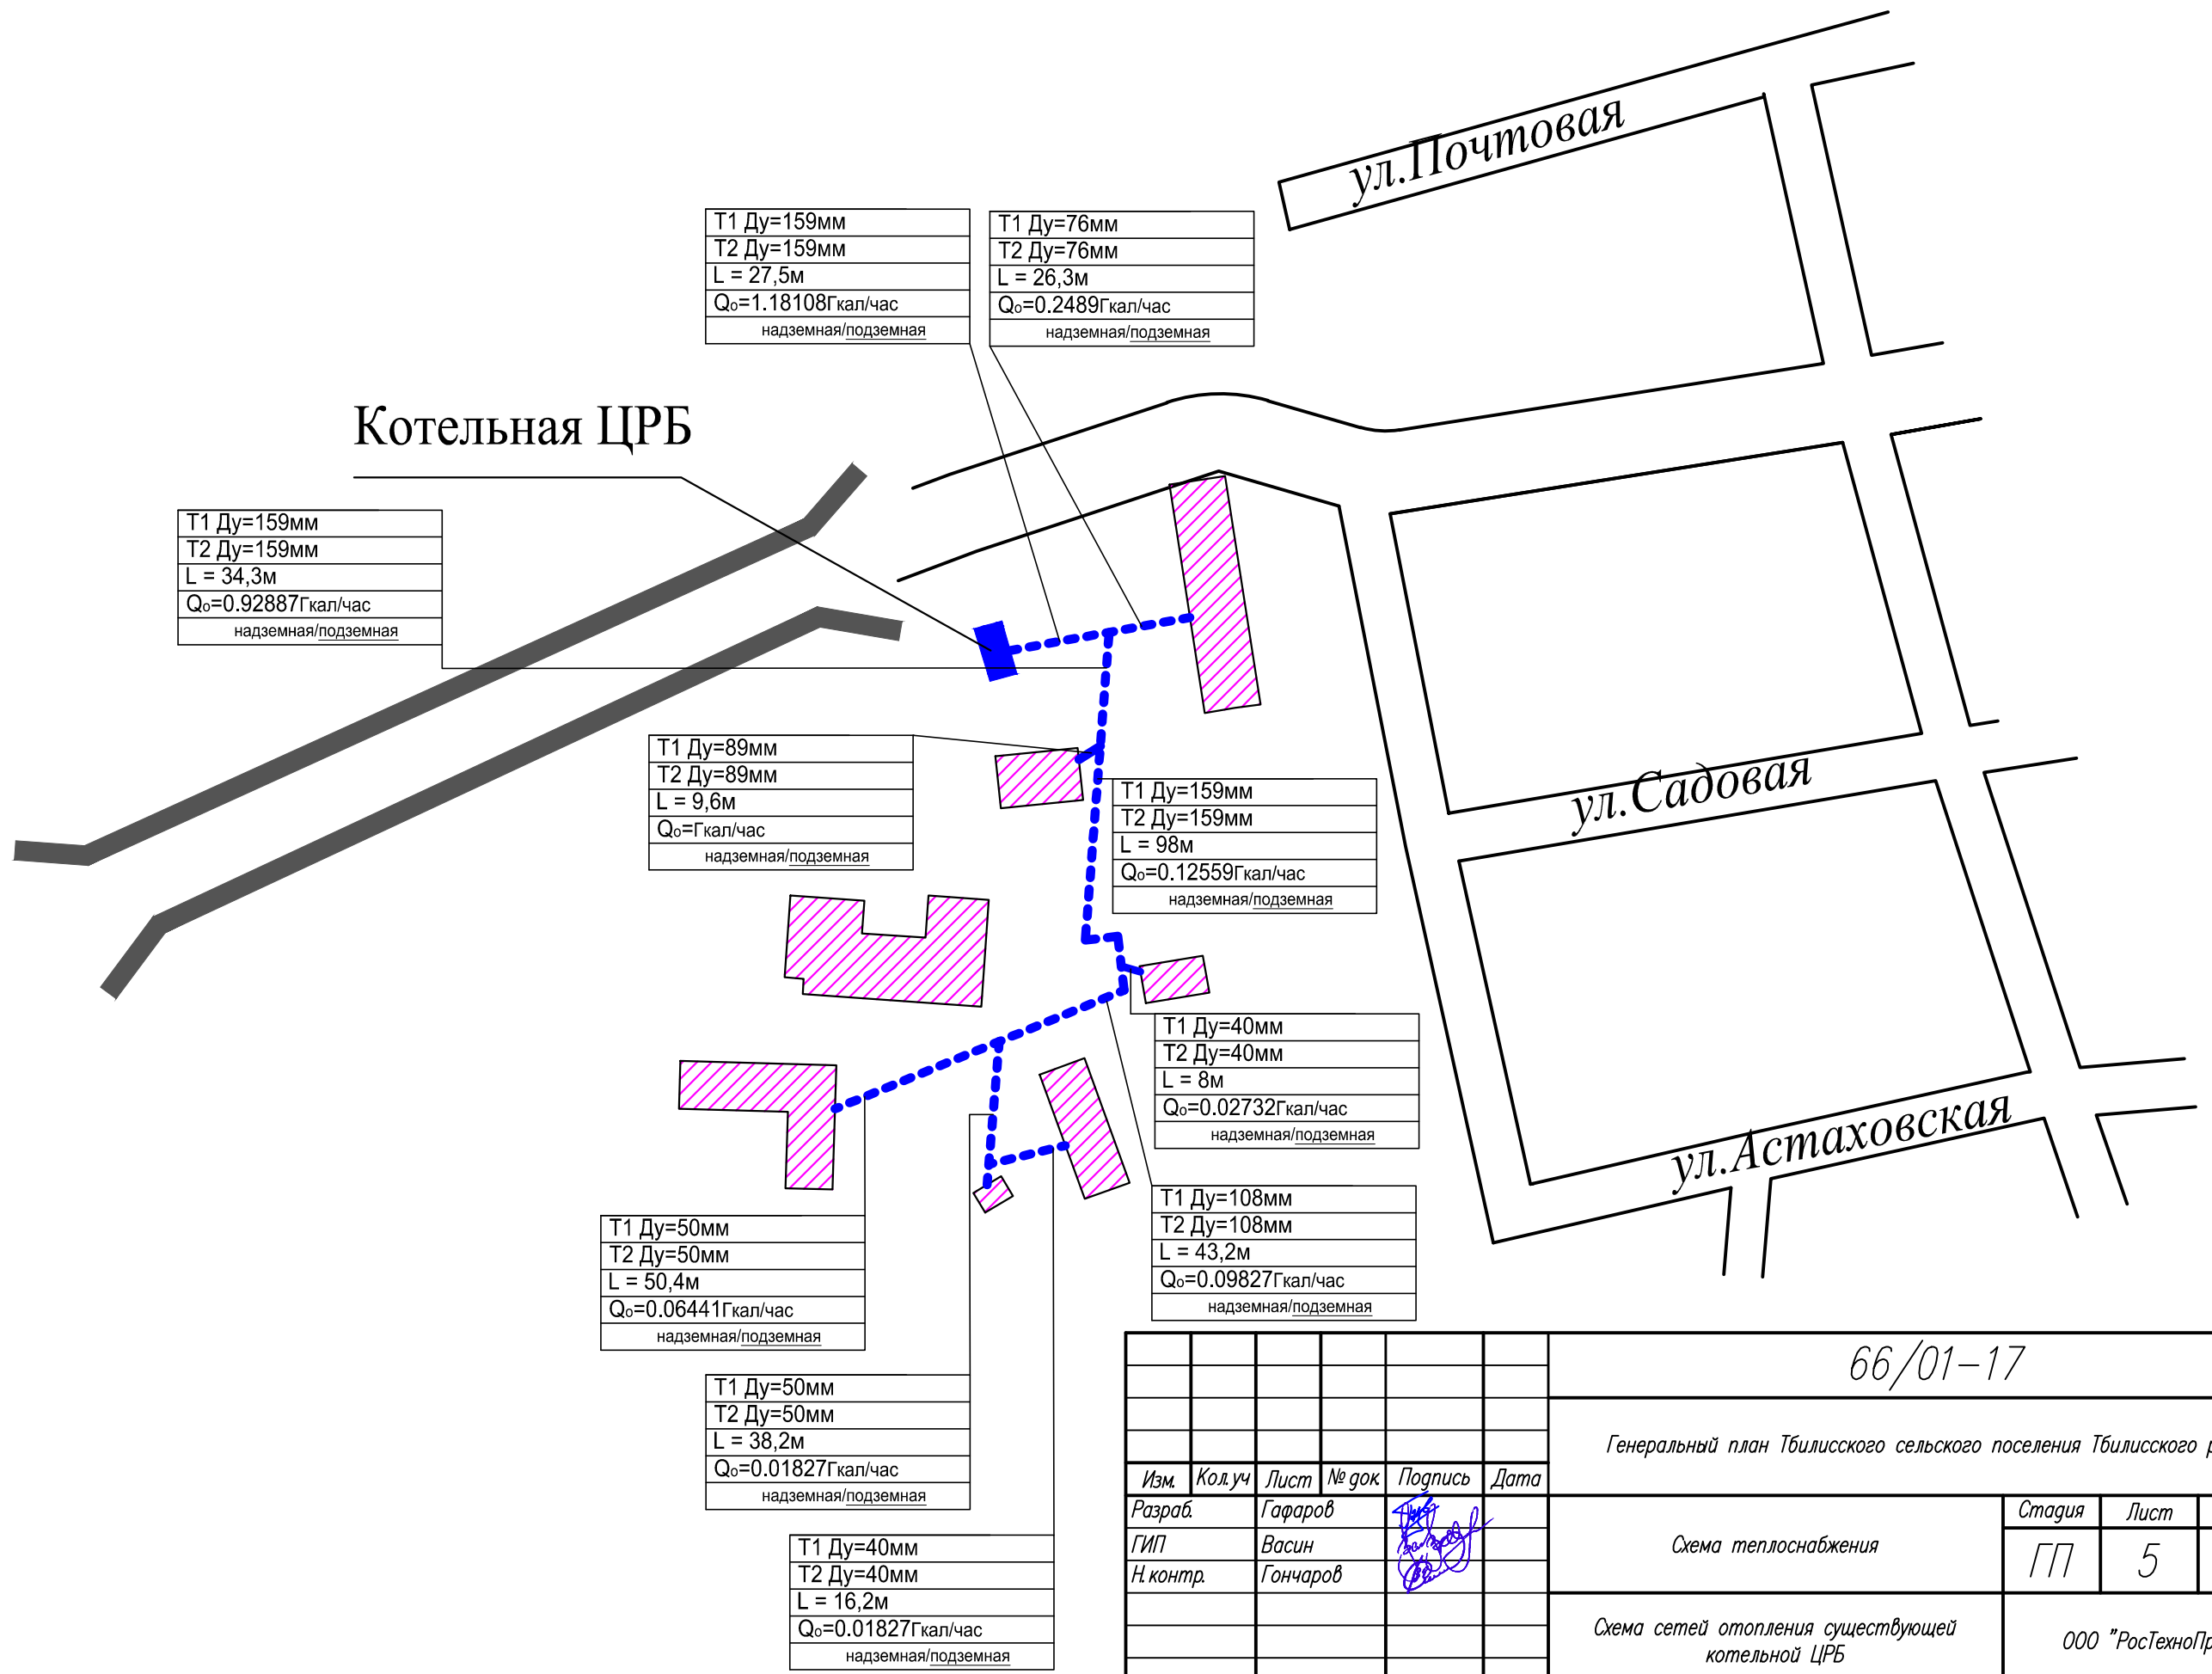 ул.Почтовая
Т1 Ду=159мм
Т2 Ду=159мм
L = 27,5м
Qо=1.18108Гкал/час
надземная/подземная
Т1 Ду=76мм
Т2 Ду=76мм
L = 26,3м
Qо=0.2489Гкал/час
надземная/подземная
Котельная ЦРБ
Т1 Ду=159мм
Т2 Ду=159мм
L = 34,3м
Qо=0.92887Гкал/час
надземная/подземная
Т1 Ду=89мм
Т2 Ду=89мм
L = 9,6м
Qо=Гкал/час
надземная/подземная
Т1 Ду=159мм
Т2 Ду=159мм
L = 98м
Qо=0.12559Гкал/час
надземная/подземная
ул.Садовая
Т1 Ду=40мм
Т2 Ду=40мм
L = 8м
Qо=0.02732Гкал/час
надземная/подземная
ул.Астаховская
Т1 Ду=108мм
Т2 Ду=108мм
L = 43,2м
Qо=0.09827Гкал/час
надземная/подземная
Т1 Ду=50мм
Т2 Ду=50мм
L = 50,4м
Qо=0.06441Гкал/час
надземная/подземная
Т1 Ду=50мм
Т2 Ду=50мм
L = 38,2м
Qо=0.01827Гкал/час
надземная/подземная
Т1 Ду=40мм
Т2 Ду=40мм
L = 16,2м
Qо=0.01827Гкал/час
надземная/подземная
66/01-17
Генеральный план Тбилисского сельского поселения Тбилисского р
Изм. Кол.уч Лист № док. Подпись Дата
Разраб. Гафаров
ГИП Васин
Н.контр. Гончаров
Схема теплоснабжения
Стадия Лист
ГП 5
Схема сетей отопления существующей
котельной ЦРБ
ООО "РосТехноПр